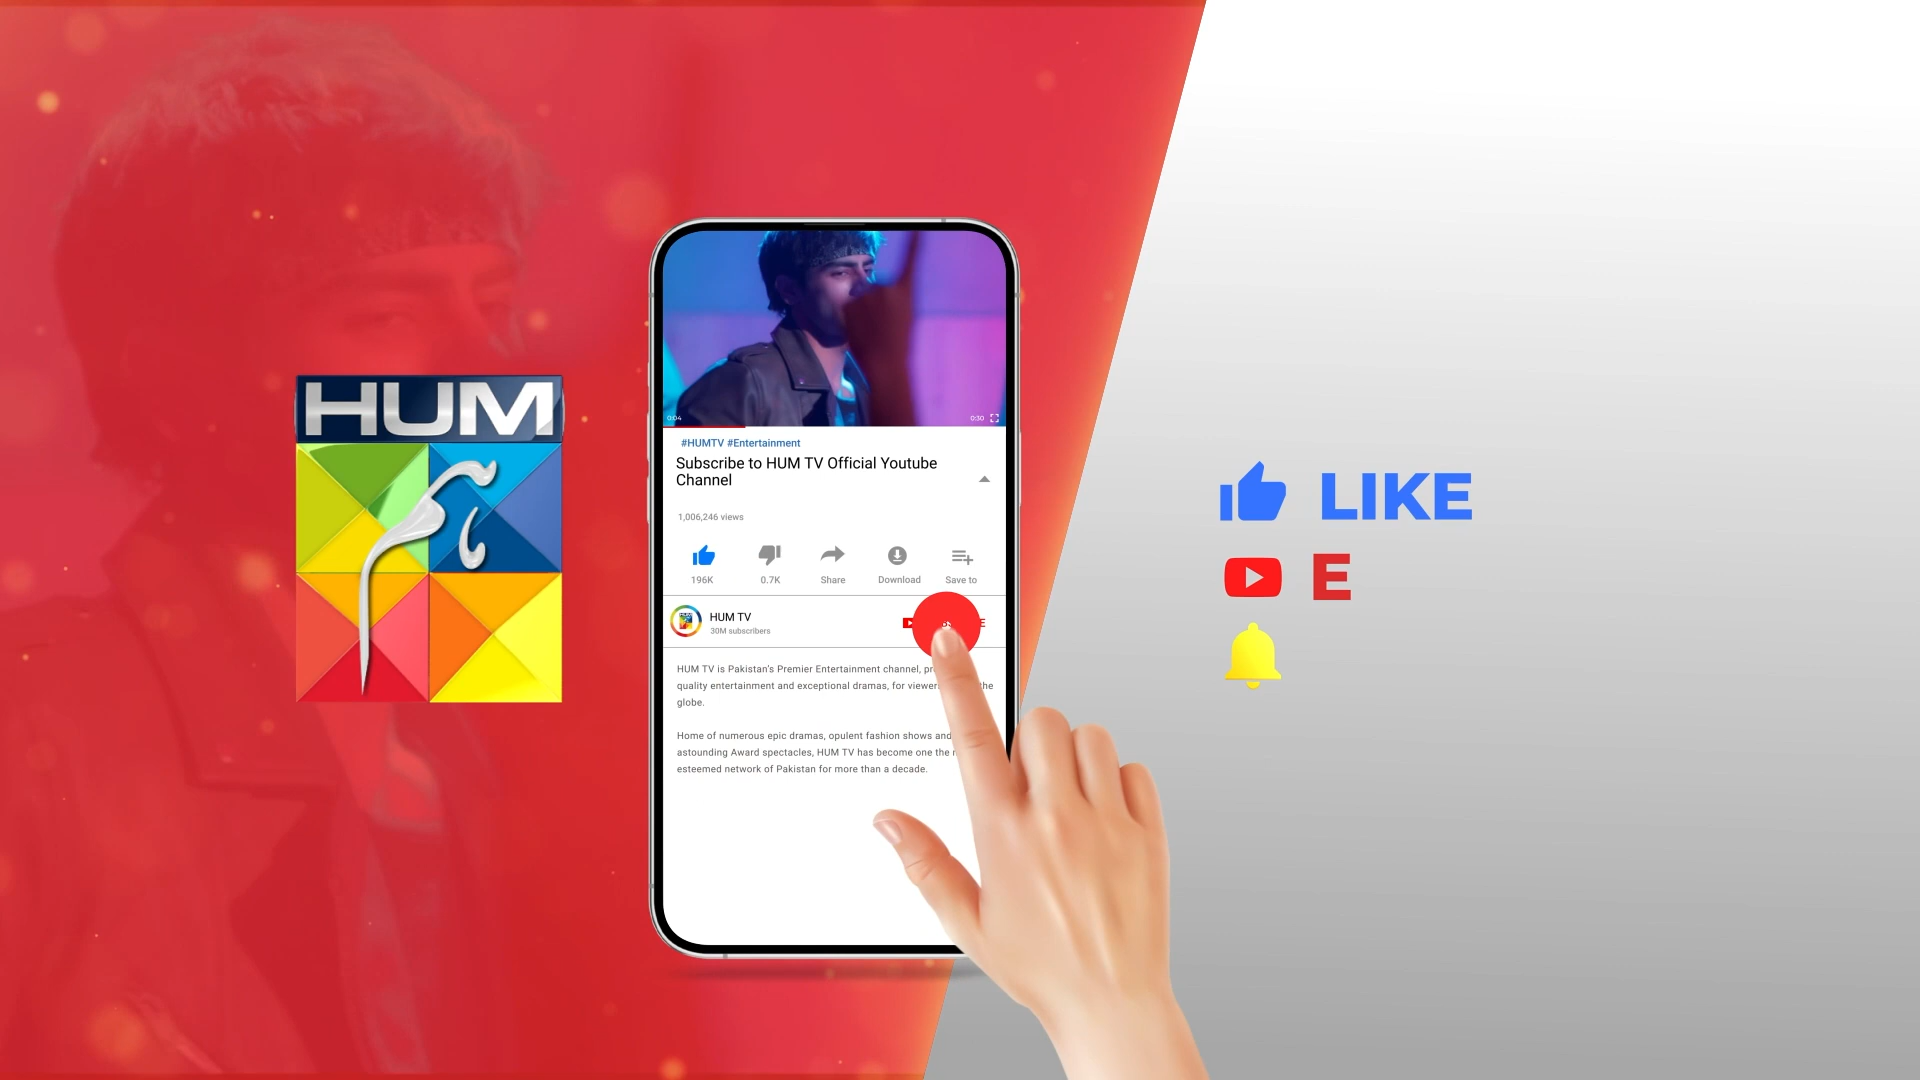 HUM
ہم
0:04
0:30
#HUMTV #Entertainment
Subscribe to HUM TV Official Youtube
Channel
1,006,246 views
196K
0.7K
Share
Download
Save to
HUM TV
30M subscribers
E
HUM TV is Pakistan's Premier Entertainment channel,
quality entertainment and exceptional dramas, for the
globe.
Home of numerous epic dramas, opulent fashion shows and
astounding Award spectacles, HUM TV has become one the
esteemed network of Pakistan for more than a decade.
LIKE
E